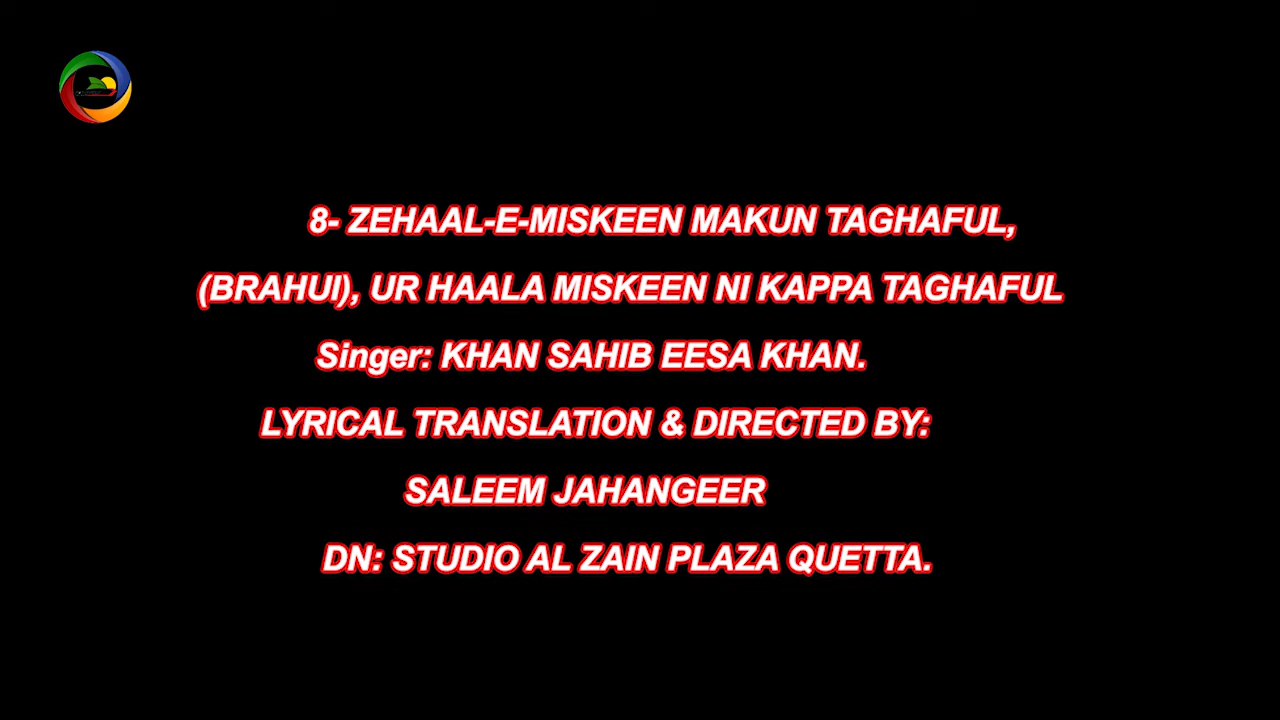 8- ZEHAAL-E-MISKEEN MAKUN TAGHAFUL,
(BRAHUI), UR HAALA MISKEEN NI KAPPA TAGHAFUL
Singer: KHAN SAHIB EESA KHAN.
LYRICAL TRANSLATION & DIRECTED BY:
SALEEM JAHANGEER
DN: STUDIO AL ZAIN PLAZA QUETTA.